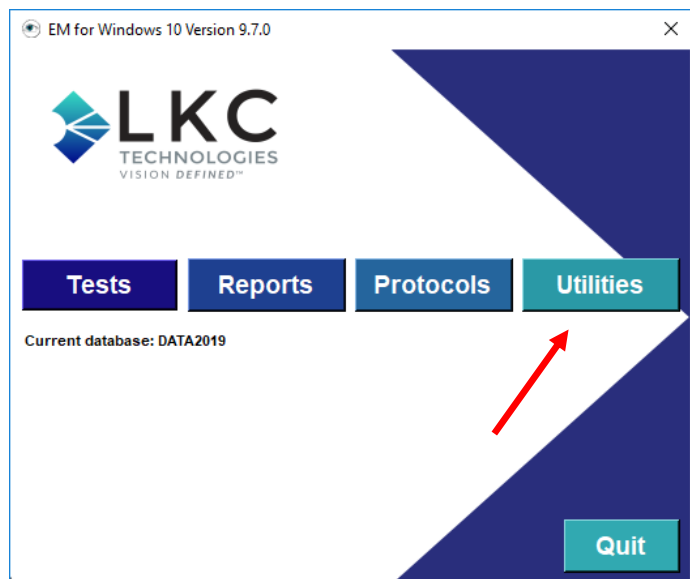 EM for Windows 10 Version 9.7.0
LKC
TECHNOLOGIES
VISION DEFINED™
Tests
Reports
Protocols
Utilities
Current database: DATA2019
Quit